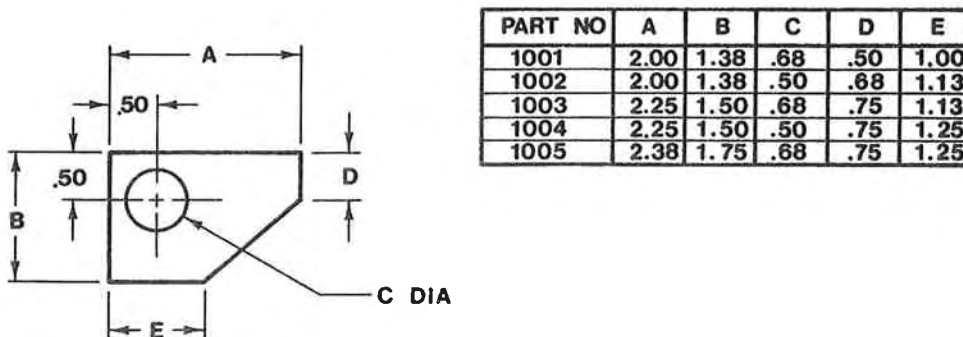 A
.50
.50
B
D
C DIA
E
PART NO A B C D E
1001 2.00 1.38 .68 .50 1.00
1002 2.00 1.38 .50 .68 1.13
1003 2.25 1.50 .68 .75 1.13
1004 2.25 1.50 .50 .75 1.25
1005 2.38 1.75 .68 .75 1.25